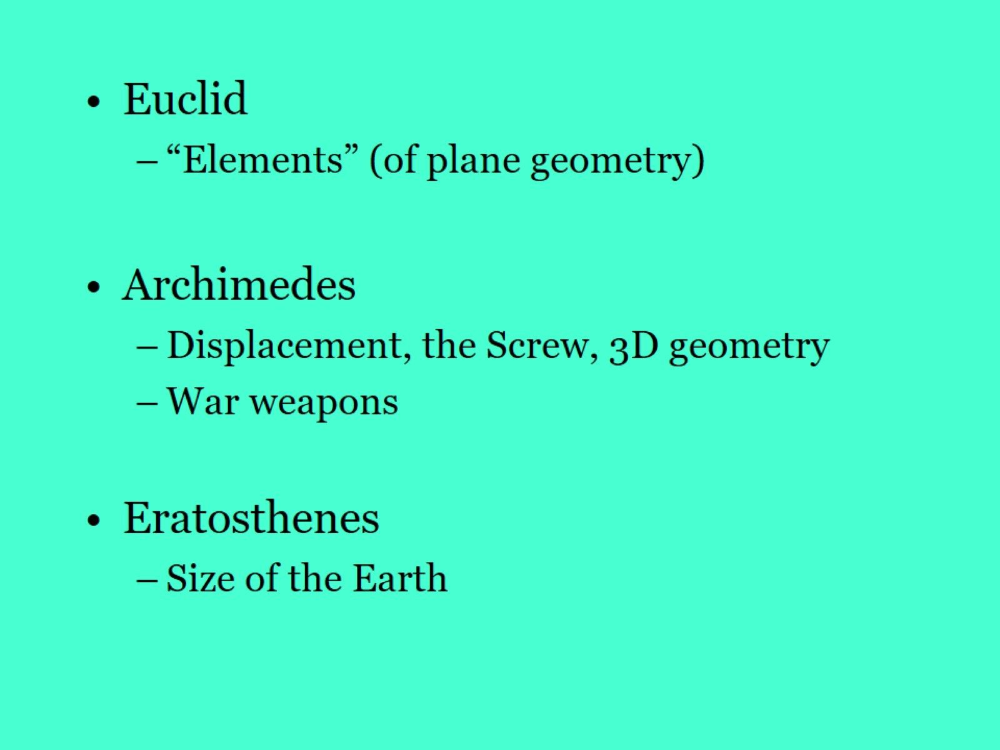 • Euclid
– “Elements” (of plane geometry)
• Archimedes
– Displacement, the Screw, 3D geometry
– War weapons
• Eratosthenes
– Size of the Earth